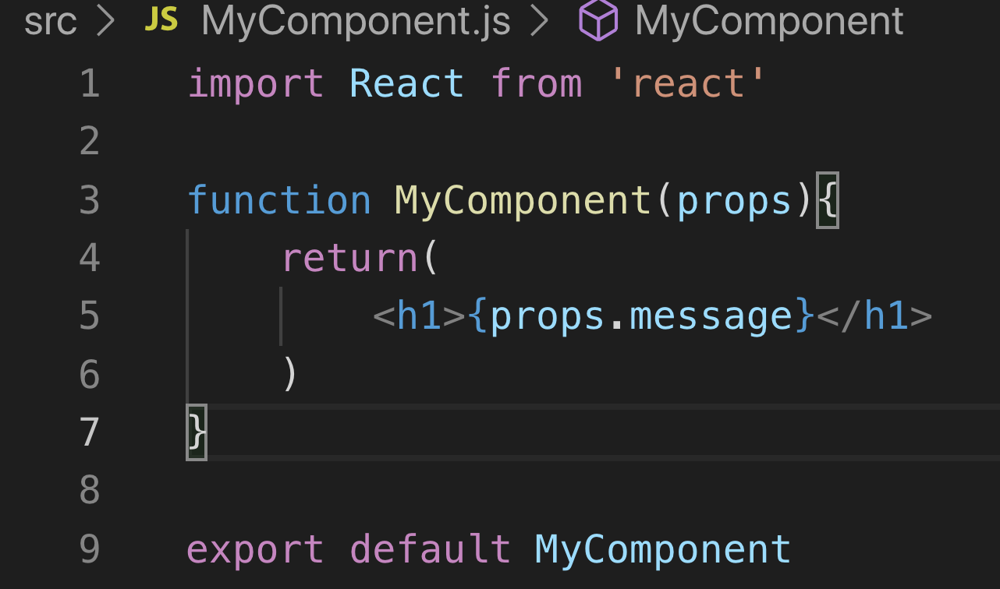 src > JS MyComponent.js > MyComponent
1 import React from 'react'
2
3 function MyComponent(props){
4     return(
5         <h1>{props.message}</h1>
6     )
7 }
8
9 export default MyComponent